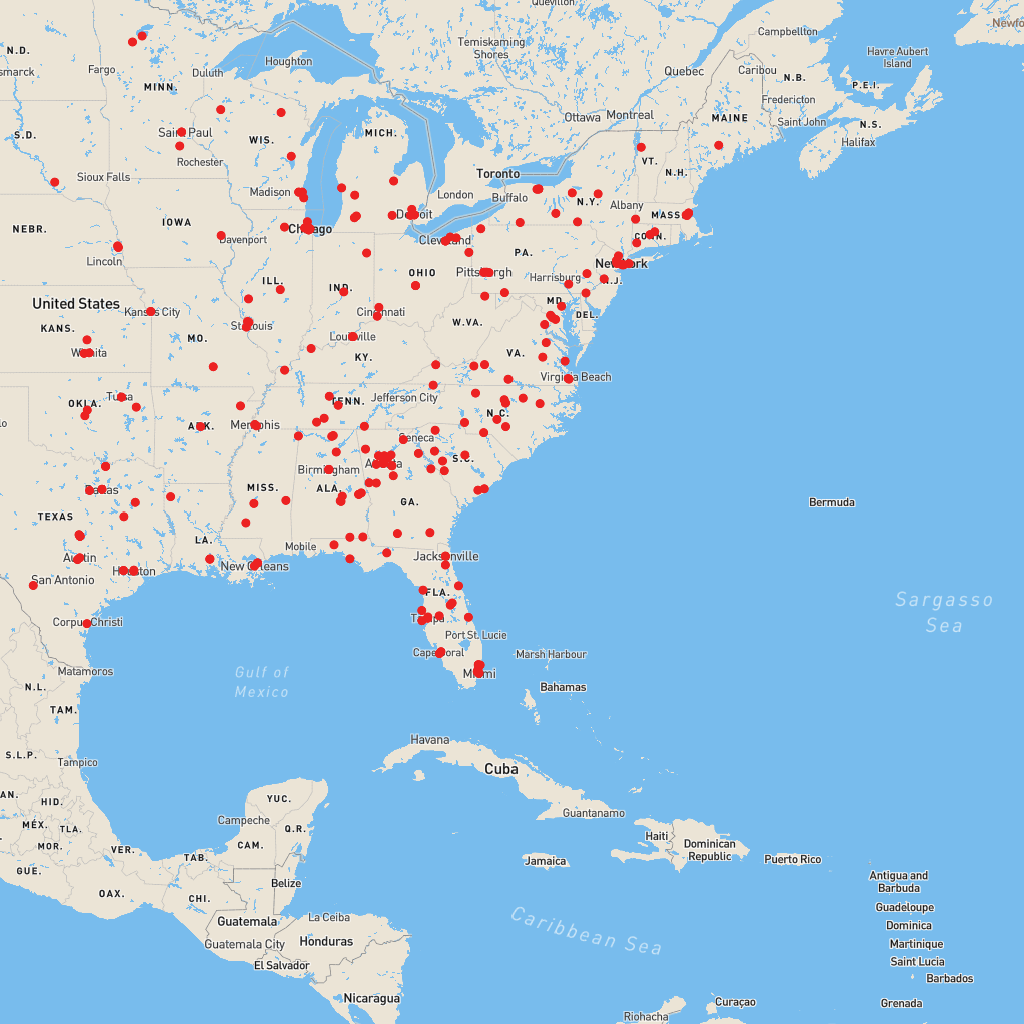 Quevillon
Campbellton
Newfo
N.D.
Temiskaming
Shores
Havre Aubert
Island
smarck
Fargo
Duluth
Houghton
Quebec
Caribou
N.B.
P.E.I.
MINN.
Fredericton
Ottawa
Montreal
MAINE
Saint John
N.S.
S.D.
Saint Paul
WIS.
MICH.
Halifax
Rochester
VT.
Toronto
N.H.
Sioux Falls
Madison
London
Buffalo
N.Y.
Albany
MASS.
IOWA
Detroit
NEBR.
Chicago
Davenport
Cleveland
CONN.
Lincoln
PA.
New York
OHIO
Pittsburgh
Harrisburg
N.J.
ILL.
IND.
United States
MD.
Kansas City
Cincinnati
DEL.
KANS.
St. Louis
W.VA.
MO.
Louisville
Wichita
KY.
VA.
Virginia Beach
Tulsa
OKLA.
TENN.
Jefferson City
N.C.
ARK.
Memphis
Seneca
Atlanta
S.C.
Birmingham
Dallas
MISS.
ALA.
GA.
Bermuda
TEXAS
LA.
Mobile
Austin
Jacksonville
New Orleans
Houston
San Antonio
FLA.
Sargasso
Sea
Corpus Christi
Tampa
Port St. Lucie
Cape Coral
Marsh Harbour
Gulf of
Mexico
Matamoros
Miami
N.L.
Bahamas
TAM.
Havana
S.L.P.
Tampico
Cuba
AN.
HID.
YUC.
Guantanamo
MÉX.
TLA.
Campeche
Q.R.
Haiti
MOR.
VER.
CAM.
Dominican
Republic
TAB.
Jamaica
Puerto Rico
GUE.
Antigua and
Barbuda
OAX.
CHI.
Belize
Guadeloupe
Guatemala
La Ceiba
Caribbean Sea
Dominica
Guatemala City
Honduras
Martinique
El Salvador
Saint Lucia
Barbados
Nicaragua
Curaçao
Grenada
Riohacha